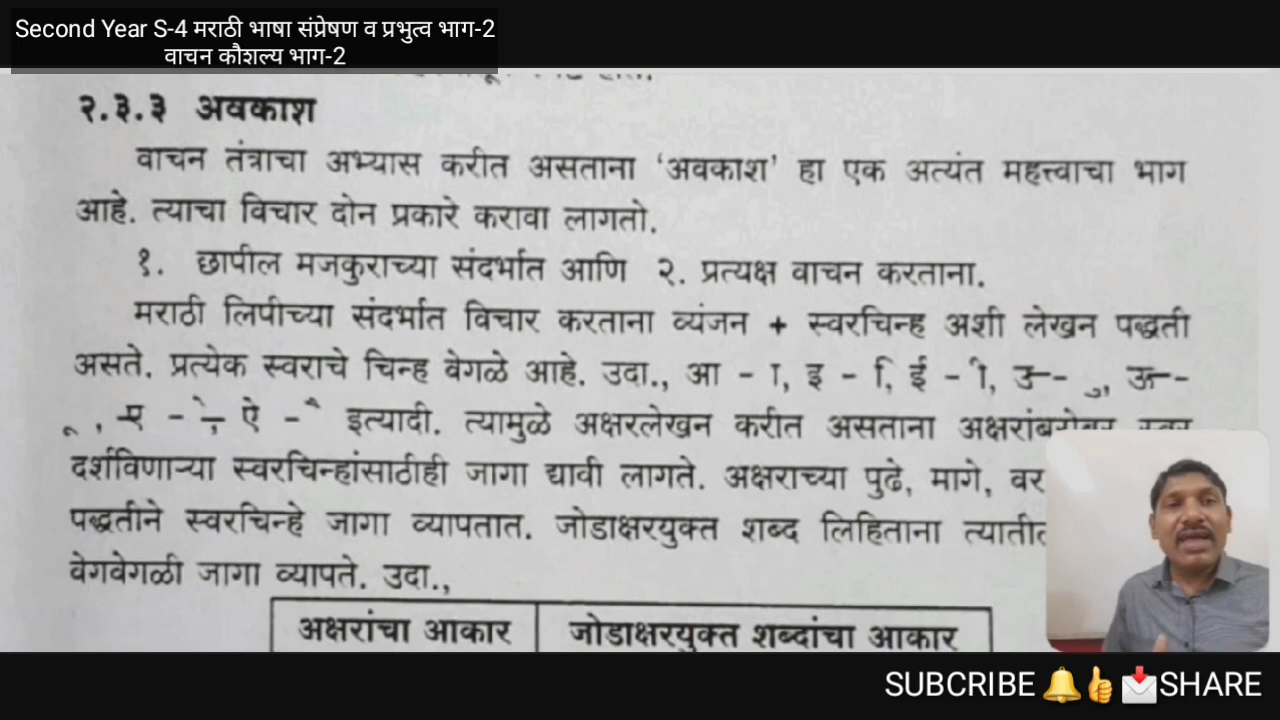 Second Year S-4 मराठी भाषा संप्रेषण व प्रभुत्व भाग-2
वाचन कौशल्य भाग-2
२.३.३ अवकाश
वाचन तंत्राचा अभ्यास करीत असताना ‘अवकाश’ हा एक अत्यंत महत्त्वाचा भाग
आहे. त्याचा विचार दोन प्रकारे करावा लागतो.
१. छापील मजकुराच्या संदर्भात आणि २. प्रत्यक्ष वाचन करताना.
मराठी लिपीच्या संदर्भात विचार करताना व्यंजन + स्वरचिन्ह अशी लेखन पद्धती
असते. प्रत्येक स्वराचे चिन्ह वेगळे आहे. उदा., आ - ा, इ - ि, ई - ी, उ - ु, ऊ -
ू, ए - े, ऐ - ै इत्यादी. त्यामुळे अक्षरलेखन करीत असताना
दर्शविणाऱ्या स्वरचिन्हांसाठीही जागा द्यावी लागते. अक्षराच्या पुढे, मागे, वर
पद्धतीने स्वरचिन्हे जागा व्यापतात. जोडाक्षरयुक्त शब्द लिहिताना
वेगवेगळी जागा व्यापते. उदा.,
अक्षरांचा आकार जोडाक्षरयुक्त शब्दांचा आकार
SUBCRIBE 🔔👍 📩SHARE